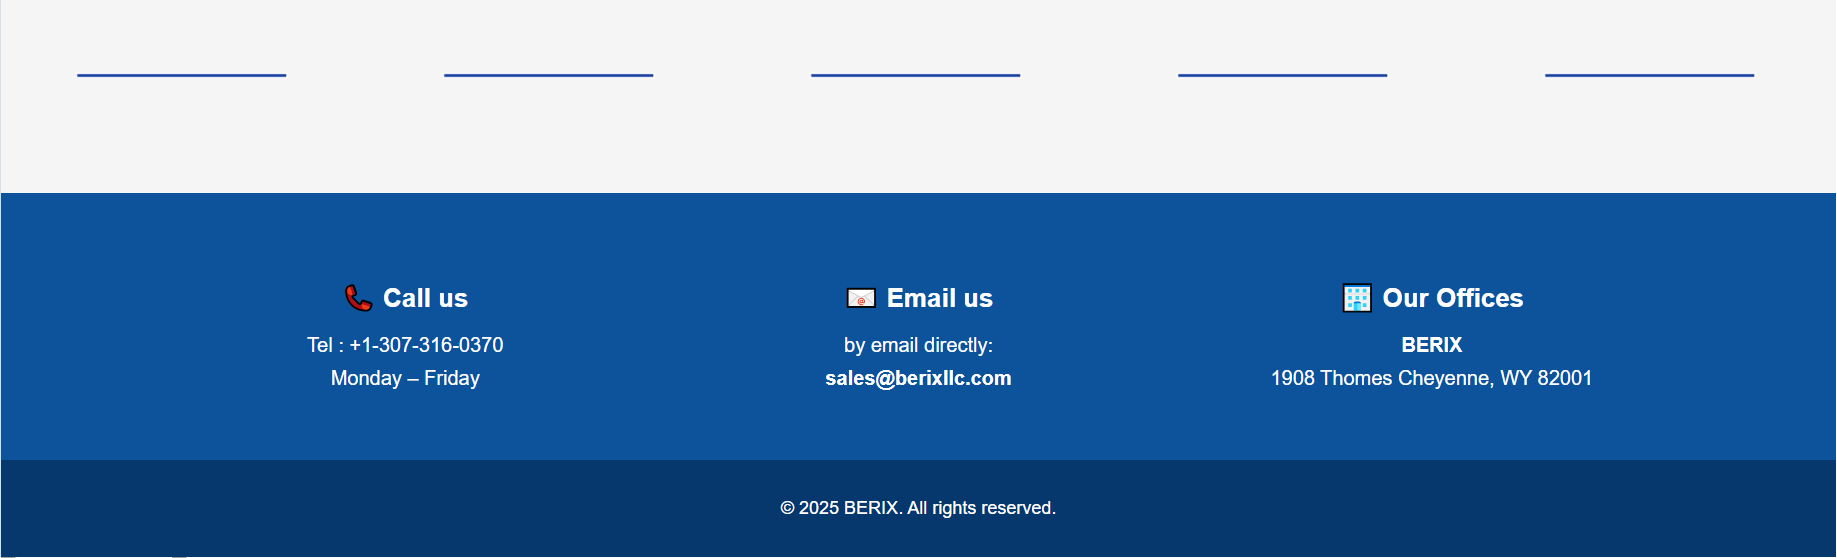 Call us
Tel : +1-307-316-0370
Monday – Friday
Email us
by email directly:
sales@berixllc.com
Our Offices
BERIX
1908 Thomes Cheyenne, WY 82001
© 2025 BERIX. All rights reserved.